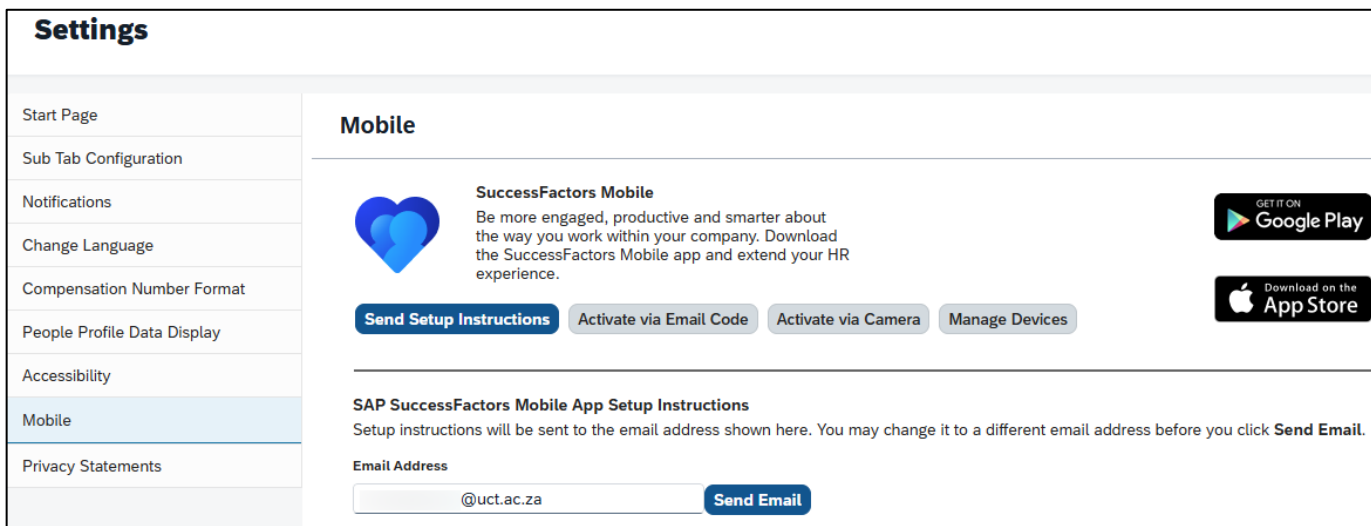 Settings
Start Page
Sub Tab Configuration
Notifications
Change Language
Compensation Number Format
People Profile Data Display
Accessibility
Mobile
Privacy Statements
Mobile
SuccessFactors Mobile
Be more engaged, productive and smarter about
the way you work within your company. Download
the SuccessFactors Mobile app and extend your HR
experience.
GET IT ON
Google Play
Download on the
App Store
Send Setup Instructions
Activate via Email Code
Activate via Camera
Manage Devices
SAP SuccessFactors Mobile App Setup Instructions
Setup instructions will be sent to the email address shown here. You may change it to a different email address before you click Send Email.
Email Address
@uct.ac.za
Send Email